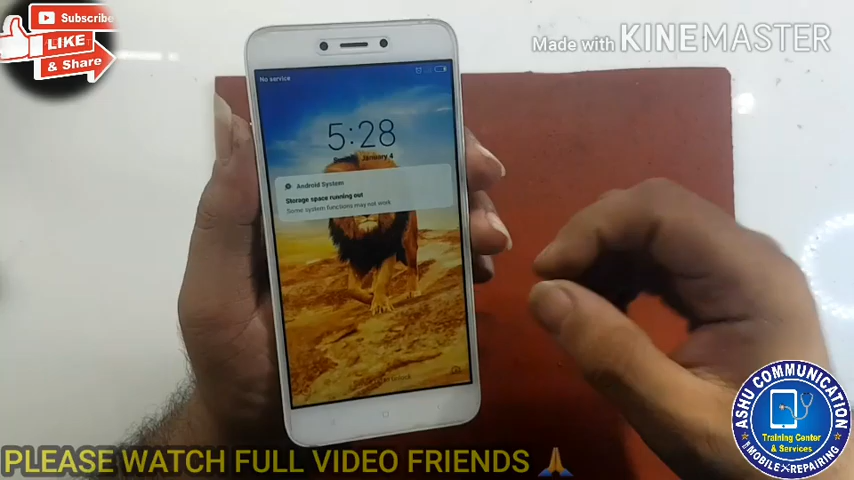 Subscribe
LIKE
& Share
Made with KINEMASTER
No service
5:28
January 4
Android System
Storage space running out
Some system functions may not work
ASHU COMMUNICATION
Training Center
& Services
MOBILE REPAIRING
PLEASE WATCH FULL VIDEO FRIENDS 🙏